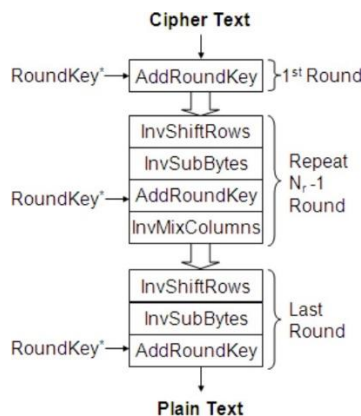 Cipher Text
RoundKey* AddRoundKey 1st Round
InvShiftRows
InvSubBytes
RoundKey* AddRoundKey
InvMixColumns
Repeat
Nr -1
Round
InvShiftRows
InvSubBytes
RoundKey* AddRoundKey
Last
Round
Plain Text